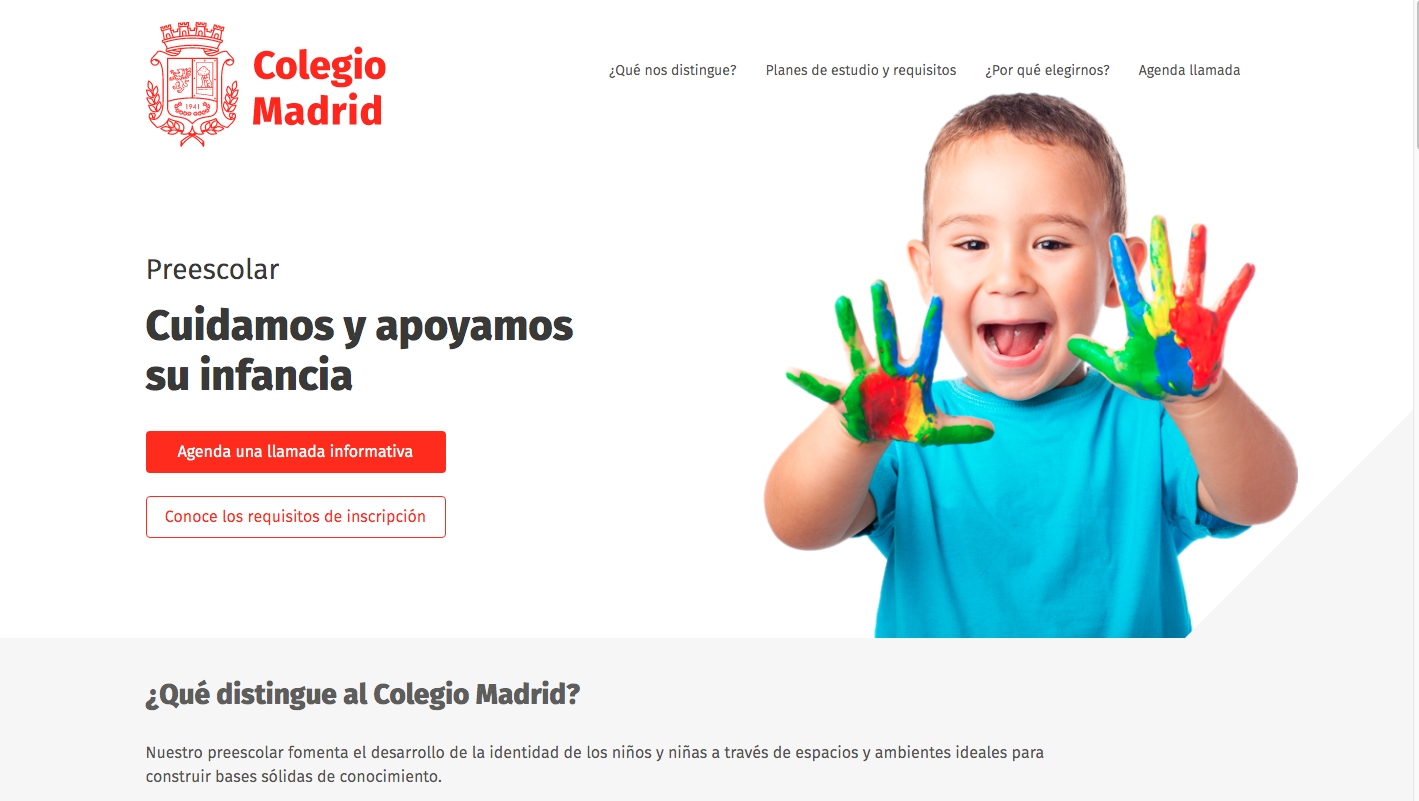 Colegio
Madrid
1941
¿Qué nos distingue?
Planes de estudio y requisitos
¿Por qué elegirnos?
Agenda llamada
Preescolar
Cuidamos y apoyamos
su infancia
Agenda una llamada informativa
Conoce los requisitos de inscripción
¿Qué distingue al Colegio Madrid?
Nuestro preescolar fomenta el desarrollo de la identidad de los niños y niñas a través de espacios y ambientes ideales para
construir bases sólidas de conocimiento.